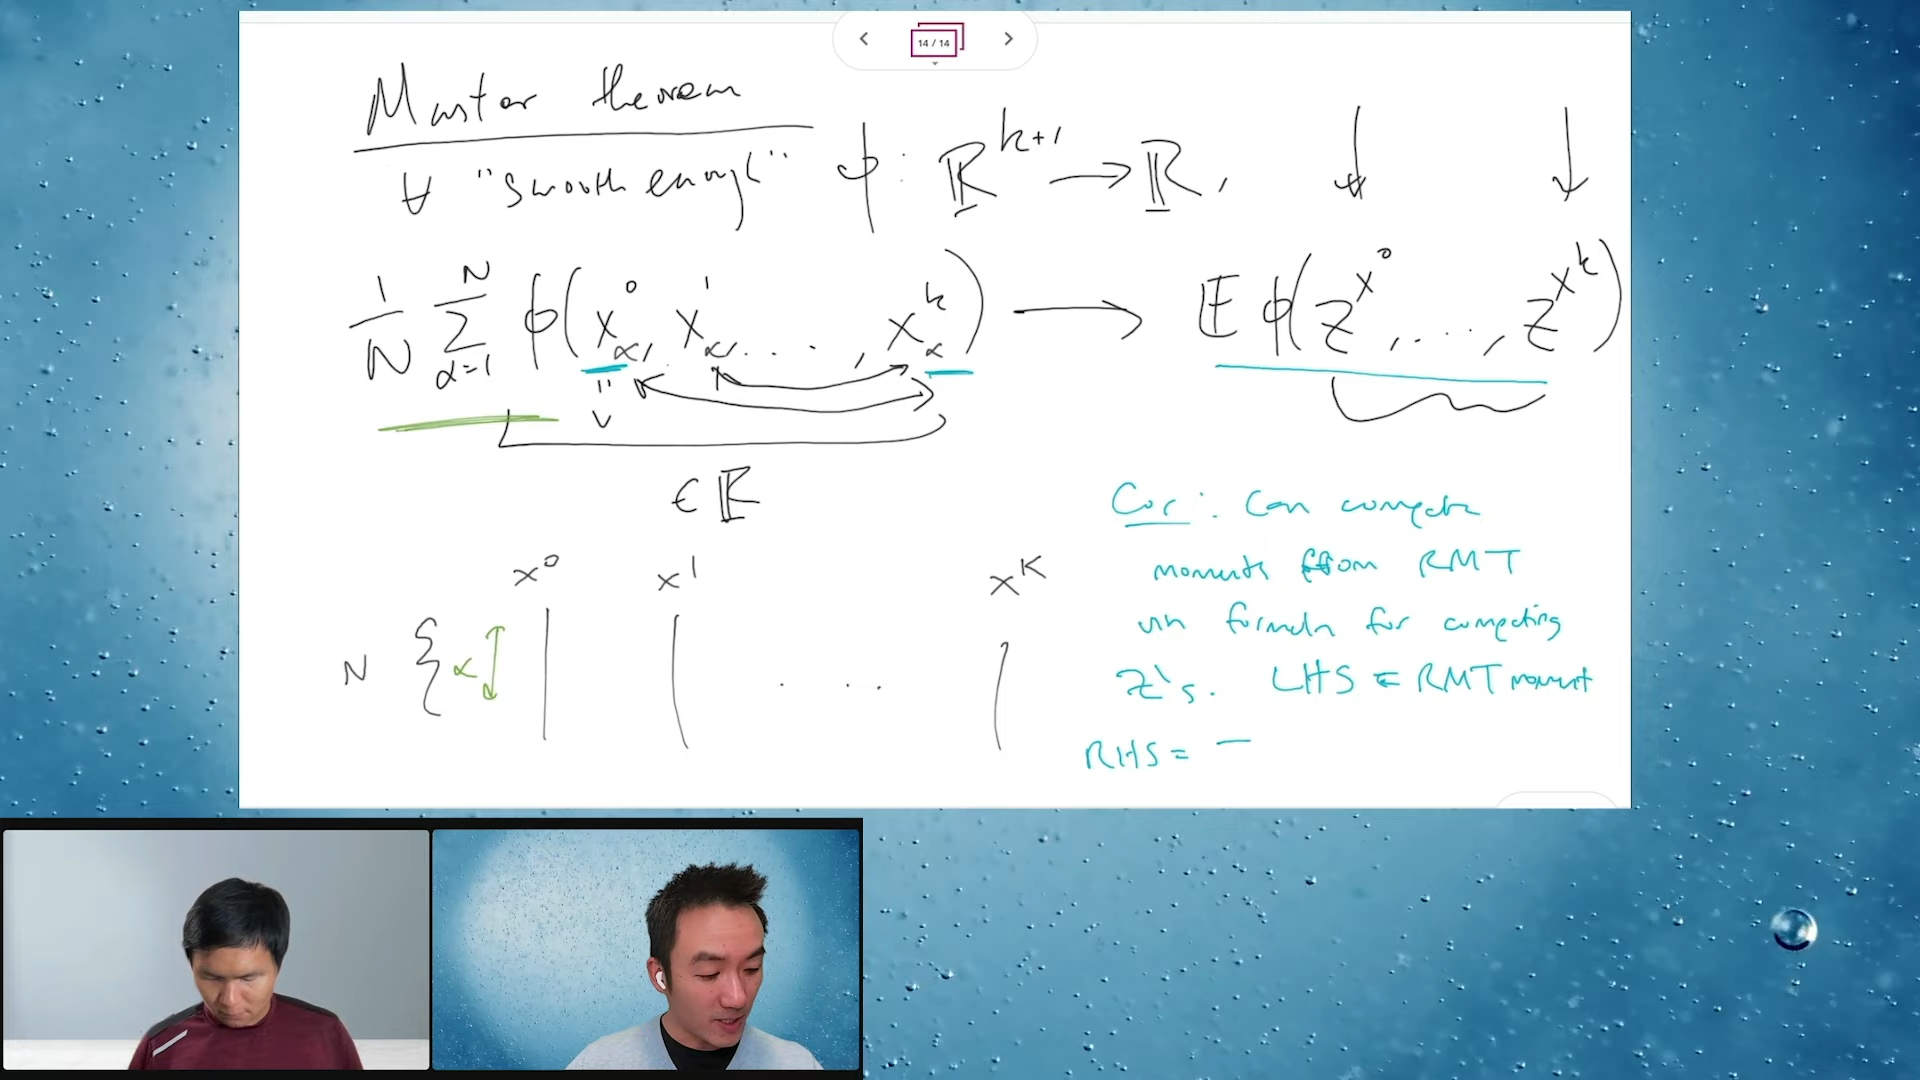 14 / 14
Master theorem
∀ "smooth enough" ϕ : ℝ^{k+1} → ℝ,
1/N ∑_{α=1}^{N} ϕ(x^0_α, x^1_α, . . . . , x^k_α) → 𝔼 ϕ(Z^{x^0}, . . . , Z^{x^k})
"
v
∈ ℝ
x^0 x^1 x^k
N { α . . .
Cor : Can compute
moments from RMT
via formula for computing
Z's. LHS = RMT moment
RHS = –